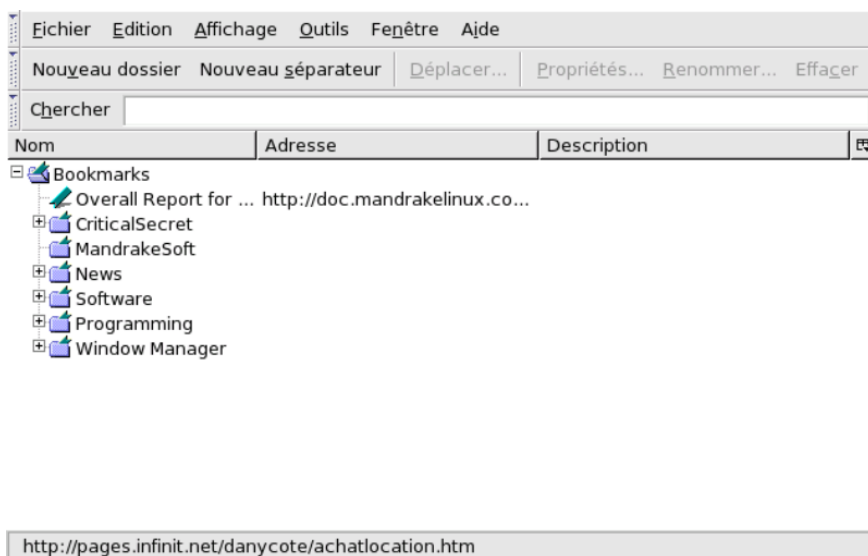 Fichier Edition Affichage Outils Fenêtre Aide
Nouveau dossier Nouveau séparateur Déplacer... Propriétés... Renommer... Effacer
Chercher
Nom Adresse Description
Bookmarks
Overall Report for ... http://doc.mandrakelinux.co...
CriticalSecret
MandrakeSoft
News
Software
Programming
Window Manager
http://pages.infinit.net/danycote/achatlocation.htm